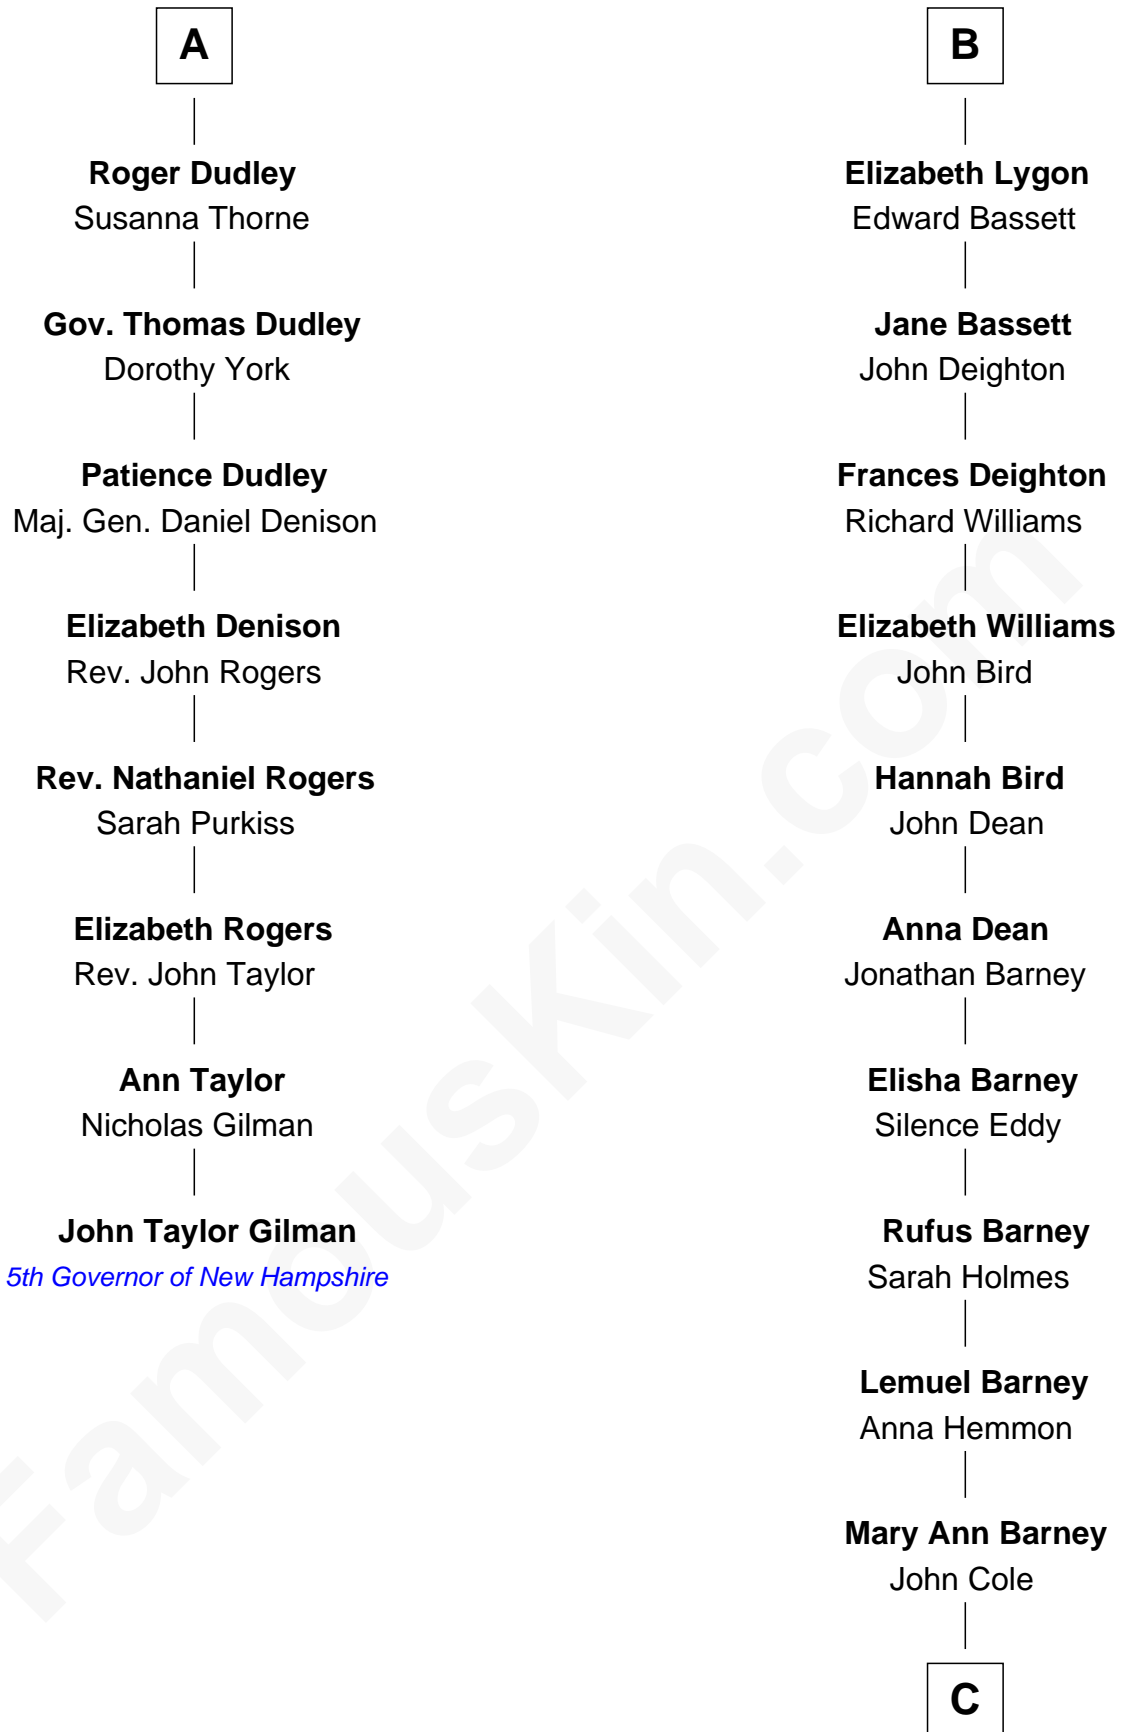 A
Roger Dudley
Susanna Thorne
Gov. Thomas Dudley
Dorothy York
Patience Dudley
Maj. Gen. Daniel Denison
Elizabeth Denison
Rev. John Rogers
Rev. Nathaniel Rogers
Sarah Purkiss
Elizabeth Rogers
Rev. John Taylor
Ann Taylor
Nicholas Gilman
John Taylor Gilman
5th Governor of New Hampshire
B
Elizabeth Lygon
Edward Bassett
Jane Bassett
John Deighton
Frances Deighton
Richard Williams
Elizabeth Williams
John Bird
Hannah Bird
John Dean
Anna Dean
Jonathan Barney
Elisha Barney
Silence Eddy
Rufus Barney
Sarah Holmes
Lemuel Barney
Anna Hemmon
Mary Ann Barney
John Cole
C
FamousKin.com